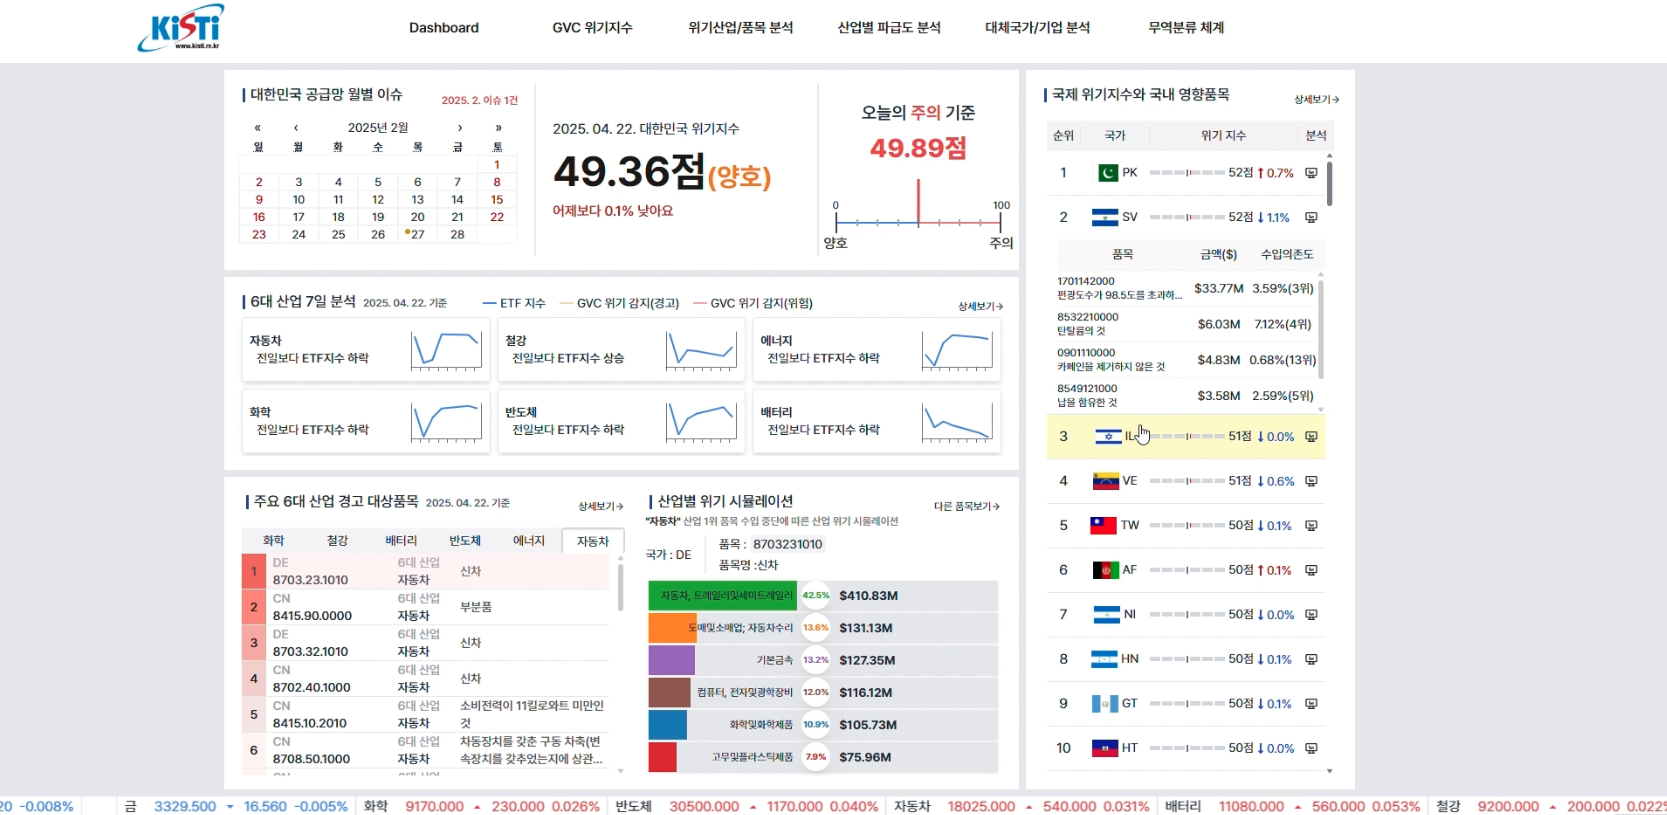 KiSTi
www.kisti.re.kr
Dashboard
GVC 위기지수
위기산업/품목 분석
산업별 파급도 분석
대체국가/기업 분석
무역분류 체계
대한민국 공급망 월별 이슈
2025. 2. 이슈 1건
« ‹ 2025년 2월 › »
일 월 화 수 목 금 토
1
2 3 4 5 6 7 8
9 10 11 12 13 14 15
16 17 18 19 20 21 22
23 24 25 26 27 28
2025. 04. 22. 대한민국 위기지수
49.36점(양호)
어제보다 0.1% 낮아요
오늘의 주의 기준
49.89점
0 100
양호 주의
6대 산업 7일 분석 2025. 04. 22. 기준
ETF 지수 GVC 위기 감지(경고) GVC 위기 감지(위험)
상세보기→
자동차
전일보다 ETF지수 하락
철강
전일보다 ETF지수 상승
에너지
전일보다 ETF지수 하락
화학
전일보다 ETF지수 하락
반도체
전일보다 ETF지수 하락
배터리
전일보다 ETF지수 하락
주요 6대 산업 경고 대상품목 2025. 04. 22. 기준
상세보기→
화학 철강 배터리 반도체 에너지 자동차
1 DE 6대 산업 신차
8703.23.1010 자동차
2 CN 6대 산업 부분품
8415.90.0000 자동차
3 DE 6대 산업 신차
8703.32.1010 자동차
4 CN 6대 산업 신차
8702.40.1000 자동차
5 CN 6대 산업 소비전력이 11킬로와트 미만인
8415.10.2010 자동차 것
6 CN 6대 산업 차동장치를 갖춘 구동 차축(변
8708.50.1000 자동차 속장치를 갖추었는지에 상관...
산업별 위기 시뮬레이션
다른 품목보기→
"자동차" 산업 1위 품목 수입 중단에 따른 산업 위기 시뮬레이션
국가 : DE
품목 : 8703231010
품목명 :신차
자동차, 트레일러및세미트레일러 42.5% $410.83M
도매및소매업; 자동차수리 13.6% $131.13M
기본금속 13.2% $127.35M
컴퓨터, 전자및광학장비 12.0% $116.12M
화학및화학제품 10.9% $105.73M
고무및플라스틱제품 7.9% $75.96M
국제 위기지수와 국내 영향품목
상세보기→
순위 국가 위기 지수 분석
1 PK 52점 ↑ 0.7%
2 SV 52점 ↓ 1.1%
품목 금액($) 수입의존도
1701142000
편광도수가 98.5도를 초과하... $33.77M 3.59%(3위)
8532210000
탄탈륨의 것 $6.03M 7.12%(4위)
0901110000
카페인을 제거하지 않은 것 $4.83M 0.68%(13위)
8549121000
납을 함유한 것 $3.58M 2.59%(5위)
3 IL 51점 ↓ 0.0%
4 VE 51점 ↓ 0.6%
5 TW 50점 ↓ 0.1%
6 AF 50점 ↑ 0.1%
7 NI 50점 ↓ 0.0%
8 HN 50점 ↓ 0.1%
9 GT 50점 ↓ 0.1%
10 HT 50점 ↓ 0.0%
20 -0.008% 금 3329.500 ▼ 16.560 -0.005% 화학 9170.000 ▲ 230.000 0.026% 반도체 30500.000 ▲ 1170.000 0.040% 자동차 18025.000 ▲ 540.000 0.031% 배터리 11080.000 ▲ 560.000 0.053% 철강 9200.000 ▲ 200.000 0.022%